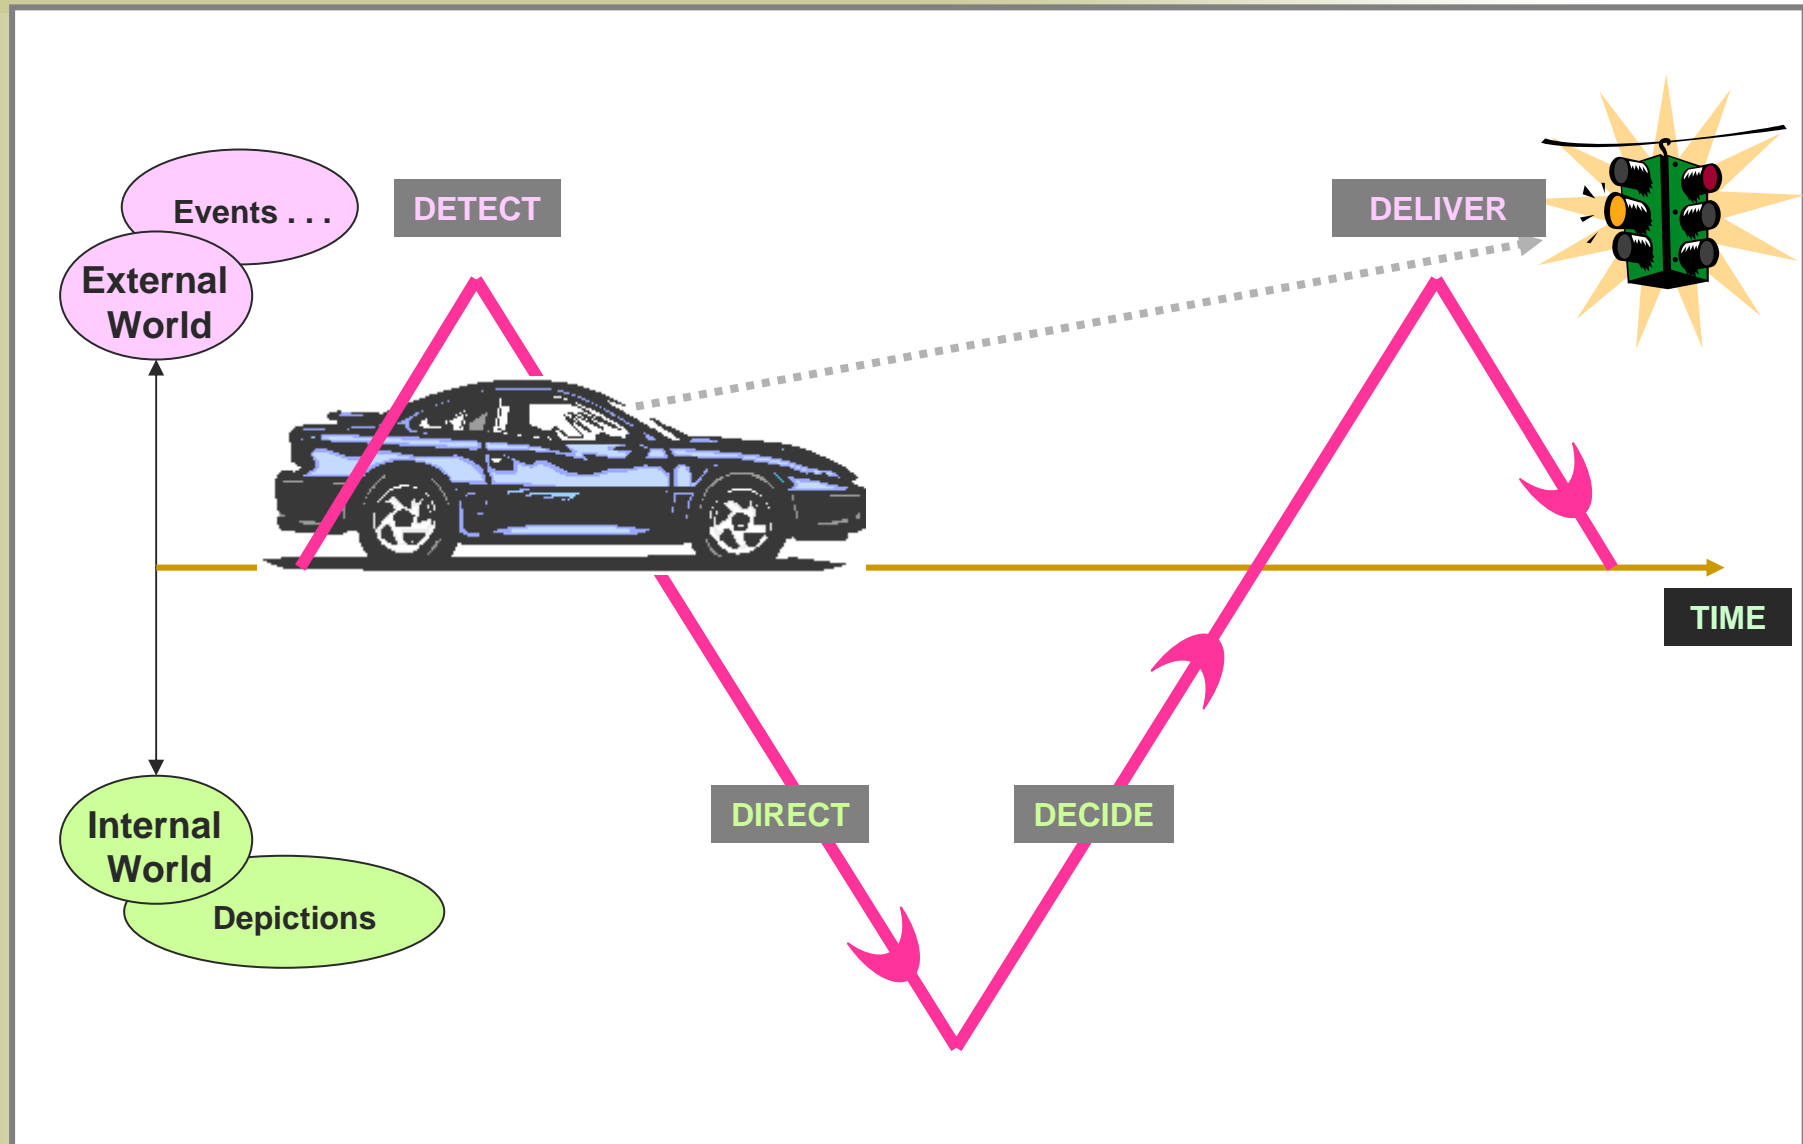 Events . . .
DETECT
DELIVER
External
World
TIME
DIRECT
DECIDE
Internal
World
Depictions